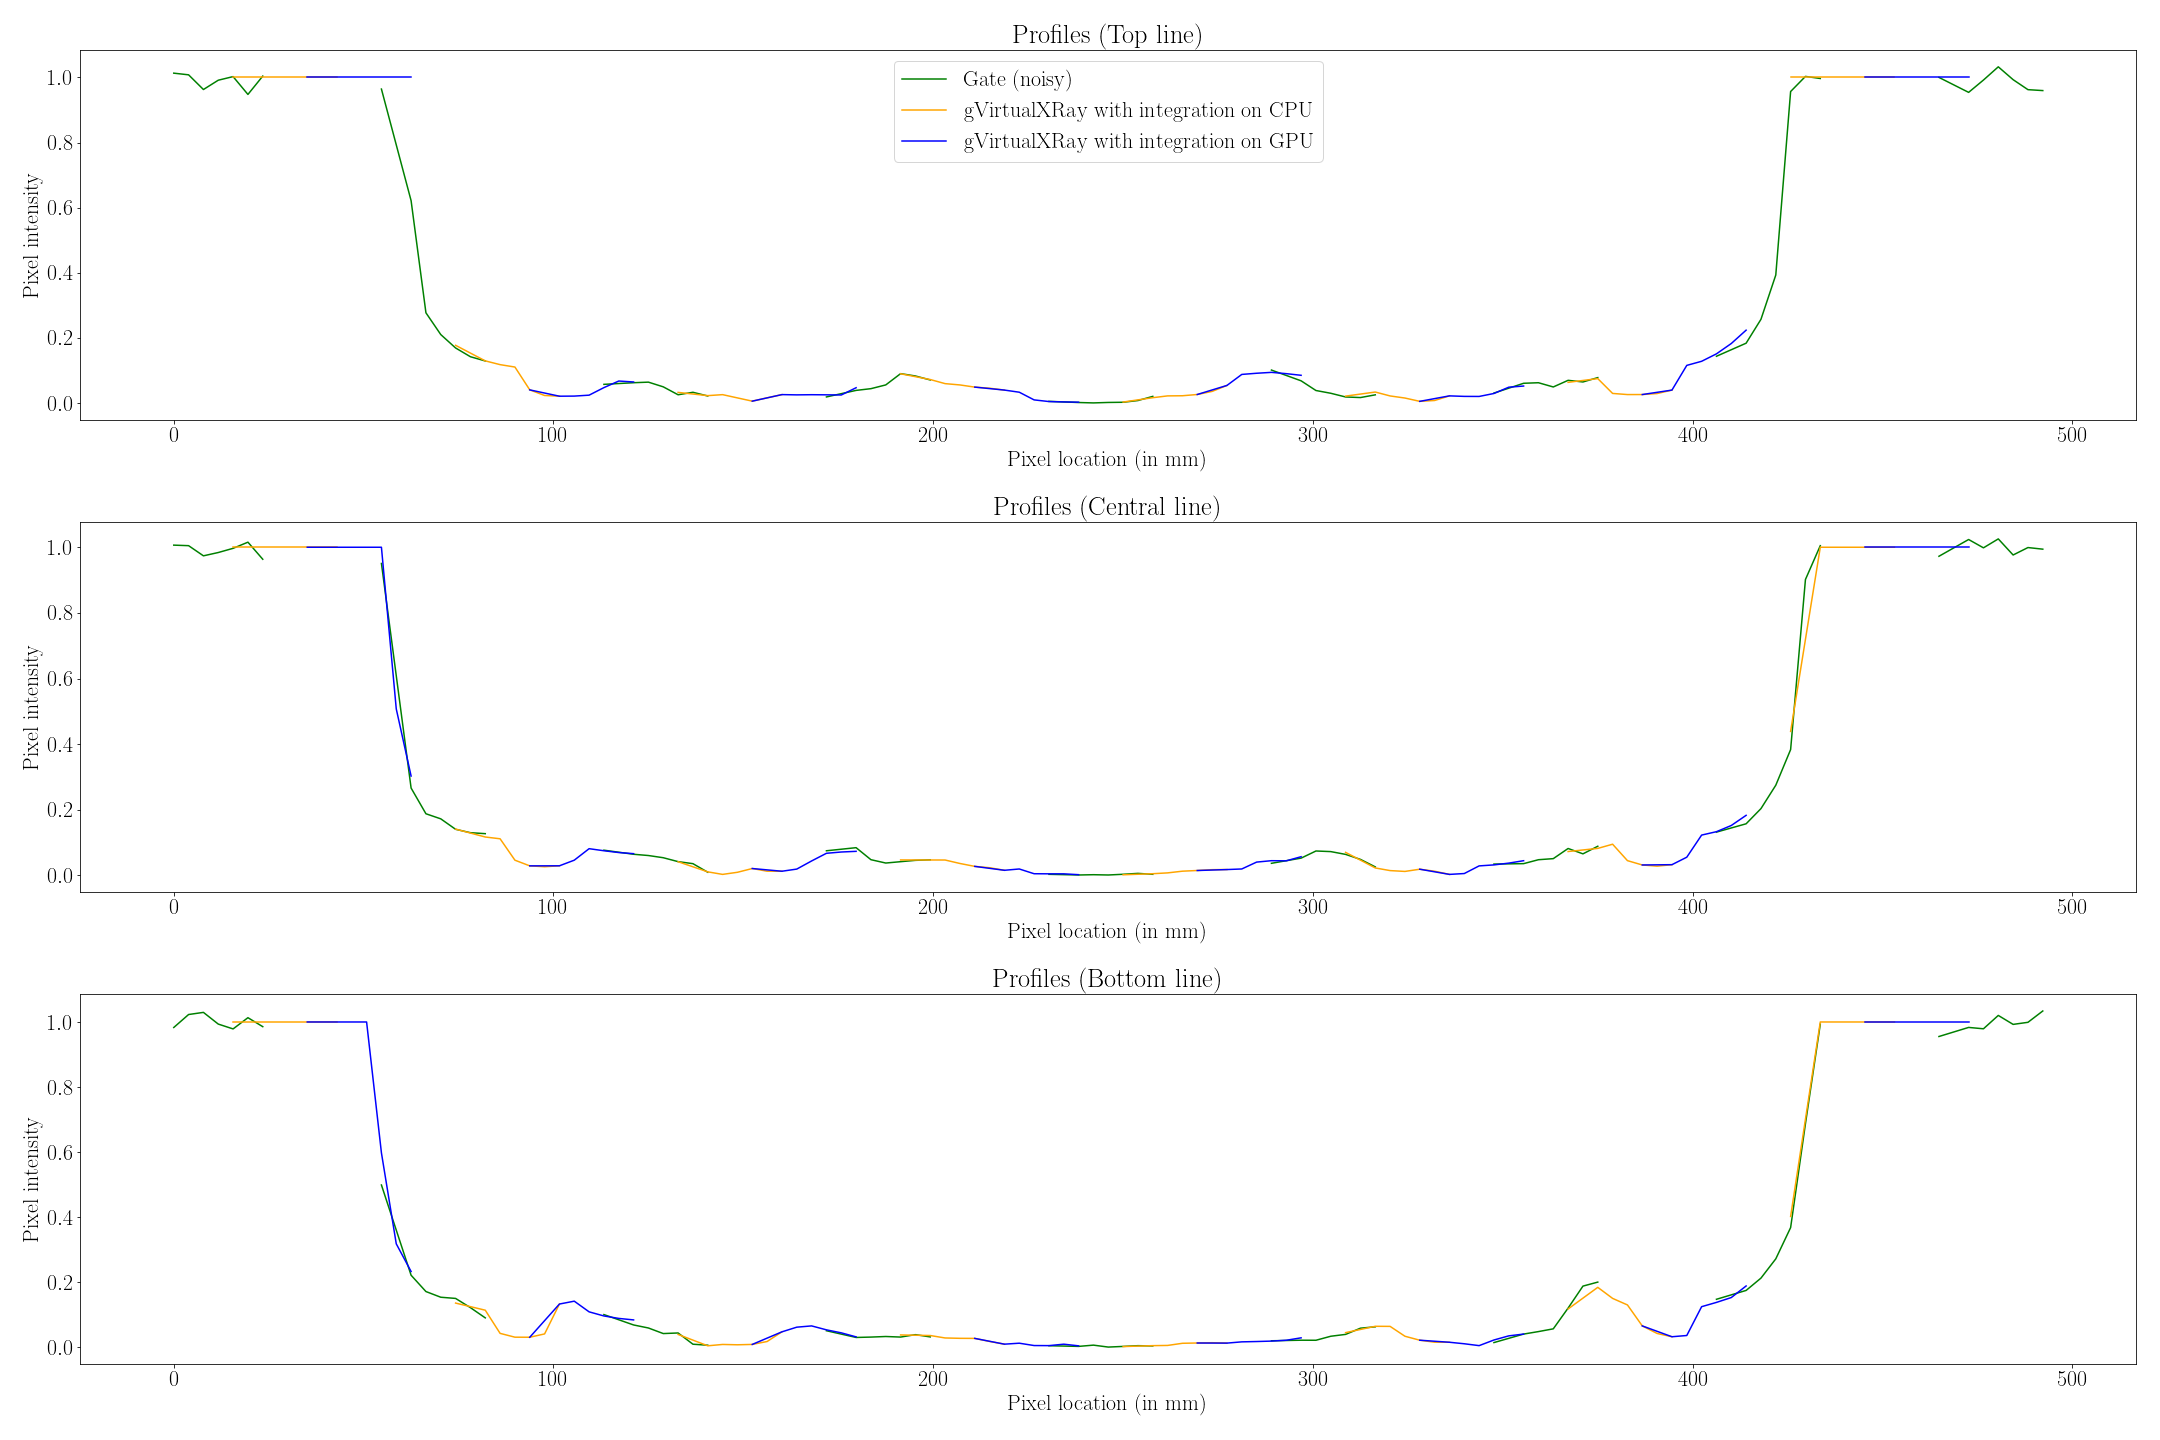 Profiles (Top line)
Gate (noisy)
gVirtualXRay with integration on CPU
gVirtualXRay with integration on GPU
Pixel intensity
1.0
0.8
0.6
0.4
0.2
0.0
0 100 200 300 400 500
Pixel location (in mm)
Profiles (Central line)
Pixel intensity
1.0
0.8
0.6
0.4
0.2
0.0
0 100 200 300 400 500
Pixel location (in mm)
Profiles (Bottom line)
Pixel intensity
1.0
0.8
0.6
0.4
0.2
0.0
0 100 200 300 400 500
Pixel location (in mm)